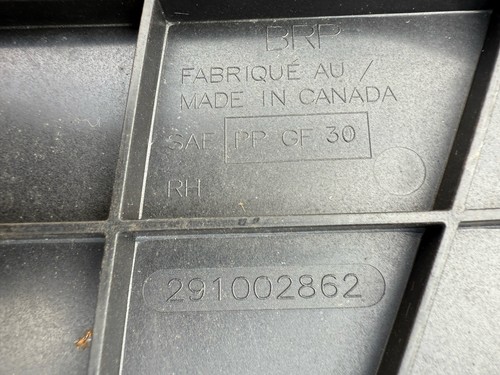 BRP
FABRIQUÉ AU /
MADE IN CANADA
SAE PP GF 30
RH
291002862